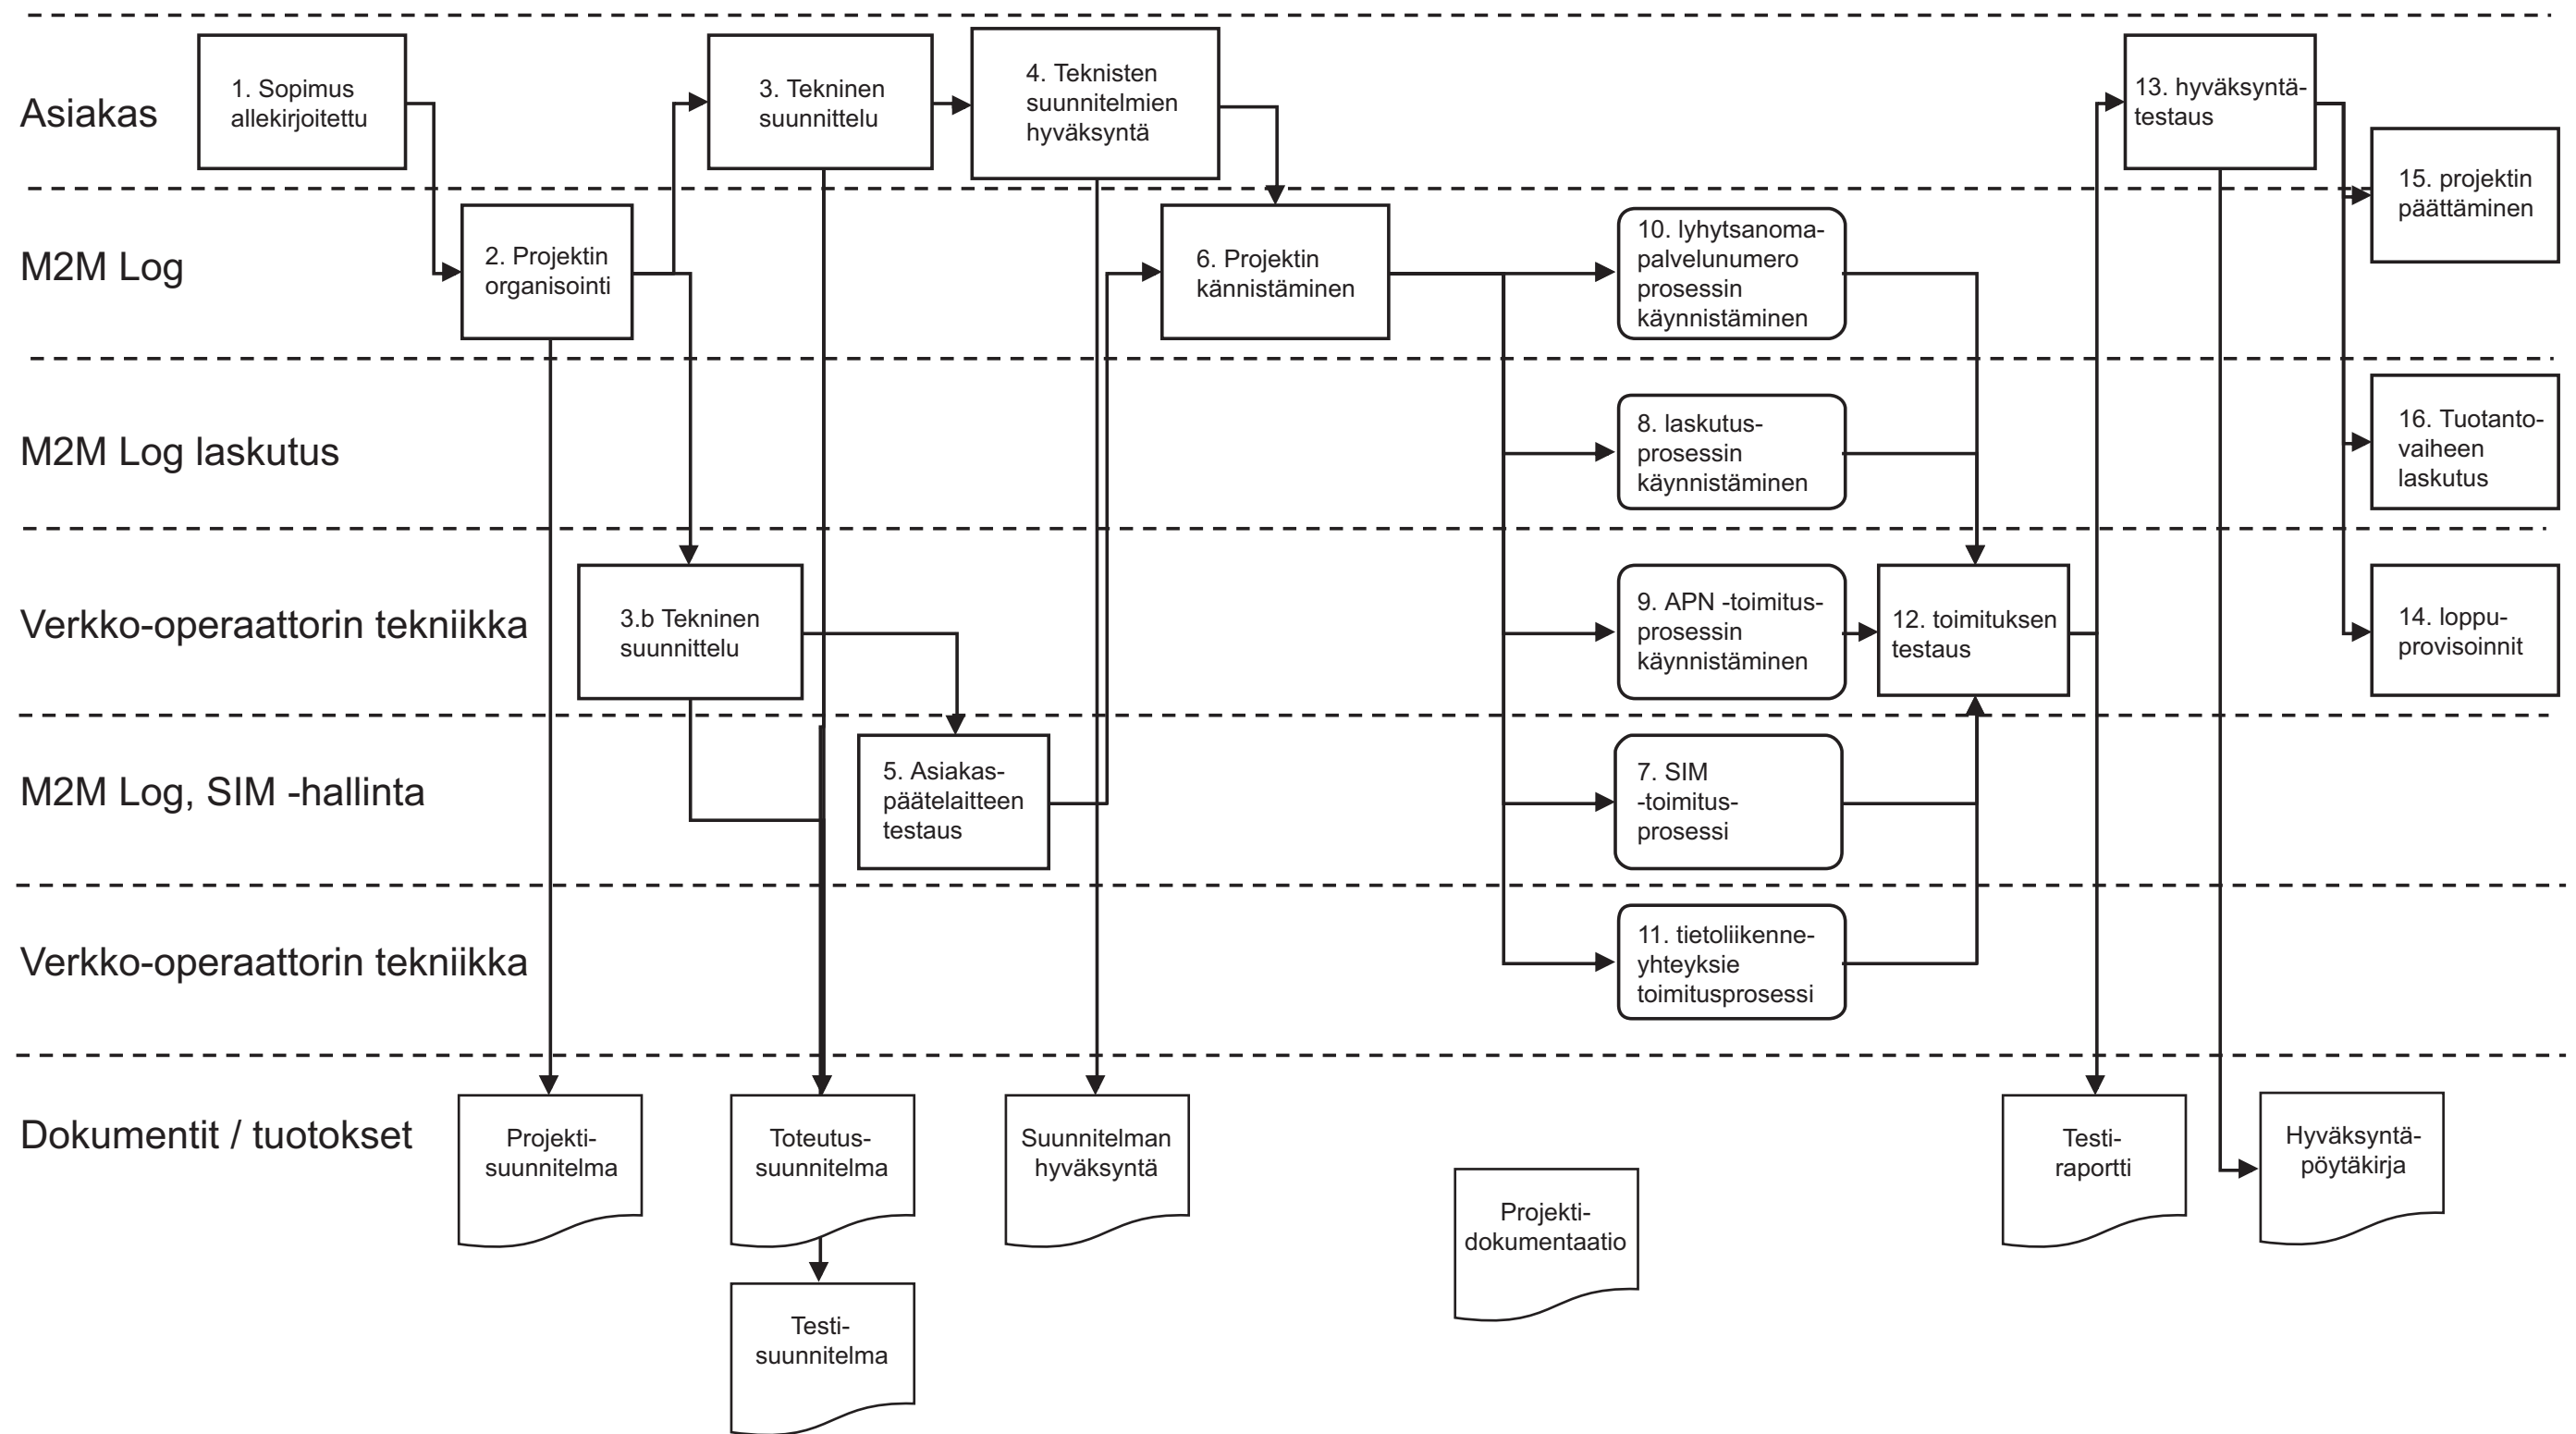 Asiakas
1. Sopimus
allekirjoitettu
3. Tekninen
suunnittelu
4. Teknisten
suunnitelmien
hyväksyntä
13. hyväksyntä-
testaus
15. projektin
päättäminen
M2M Log
2. Projektin
organisointi
6. Projektin
kännistäminen
10. lyhytsanoma-
palvelunumero
prosessin
käynnistäminen
M2M Log laskutus
8. laskutus-
prosessin
käynnistäminen
16. Tuotanto-
vaiheen
laskutus
Verkko-operaattorin tekniikka
3.b Tekninen
suunnittelu
9. APN -toimitus-
prosessin
käynnistäminen
12. toimituksen
testaus
14. loppu-
provisoinnit
M2M Log, SIM -hallinta
5. Asiakas-
päätelaitteen
testaus
7. SIM
-toimitus-
prosessi
Verkko-operaattorin tekniikka
11. tietoliikenne-
yhteyksie
toimitusprosessi
Dokumentit / tuotokset
Projekti-
suunnitelma
Toteutus-
suunnitelma
Suunnitelman
hyväksyntä
Projekti-
dokumentaatio
Testi-
raportti
Hyväksyntä-
pöytäkirja
Testi-
suunnitelma